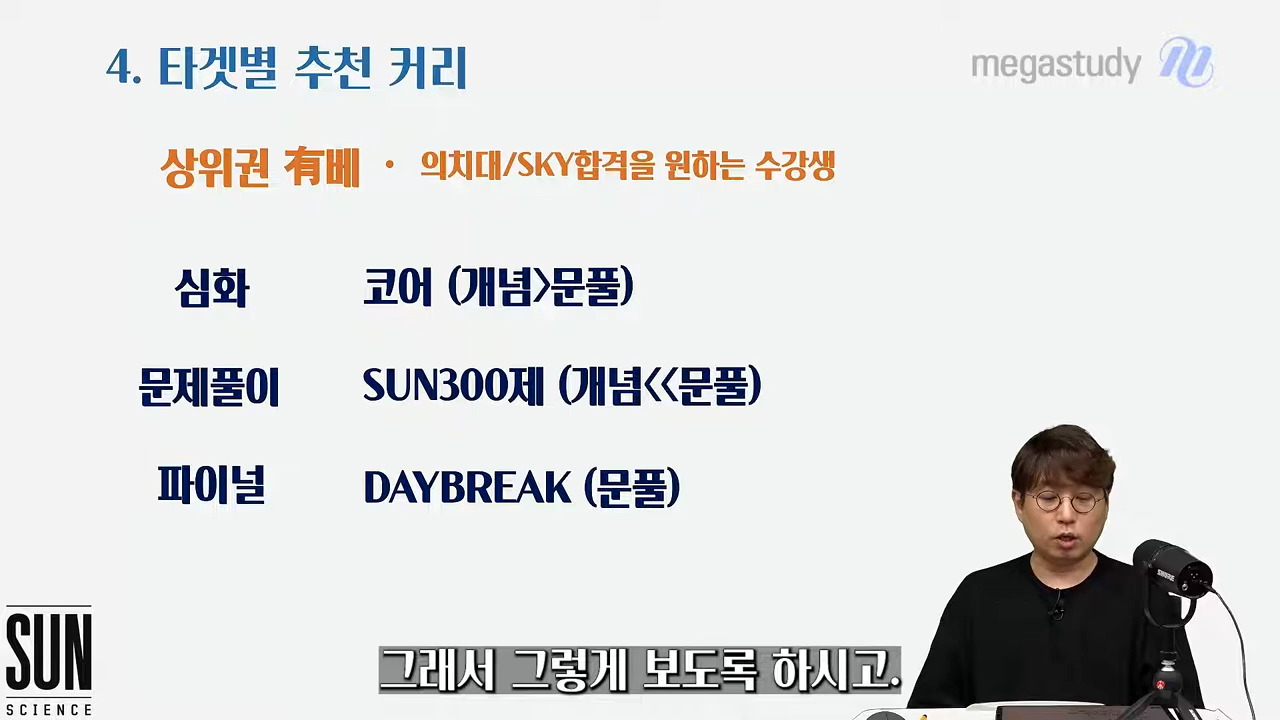 4. 타겟별 추천 커리
megastudy
상위권 有베 · 의치대/SKY합격을 원하는 수강생
심화 코어 (개념>문풀)
문제풀이 SUN300제 (개념<<문풀)
파이널 DAYBREAK (문풀)
SUN
SCIENCE
그래서 그렇게 보도록 하시고.